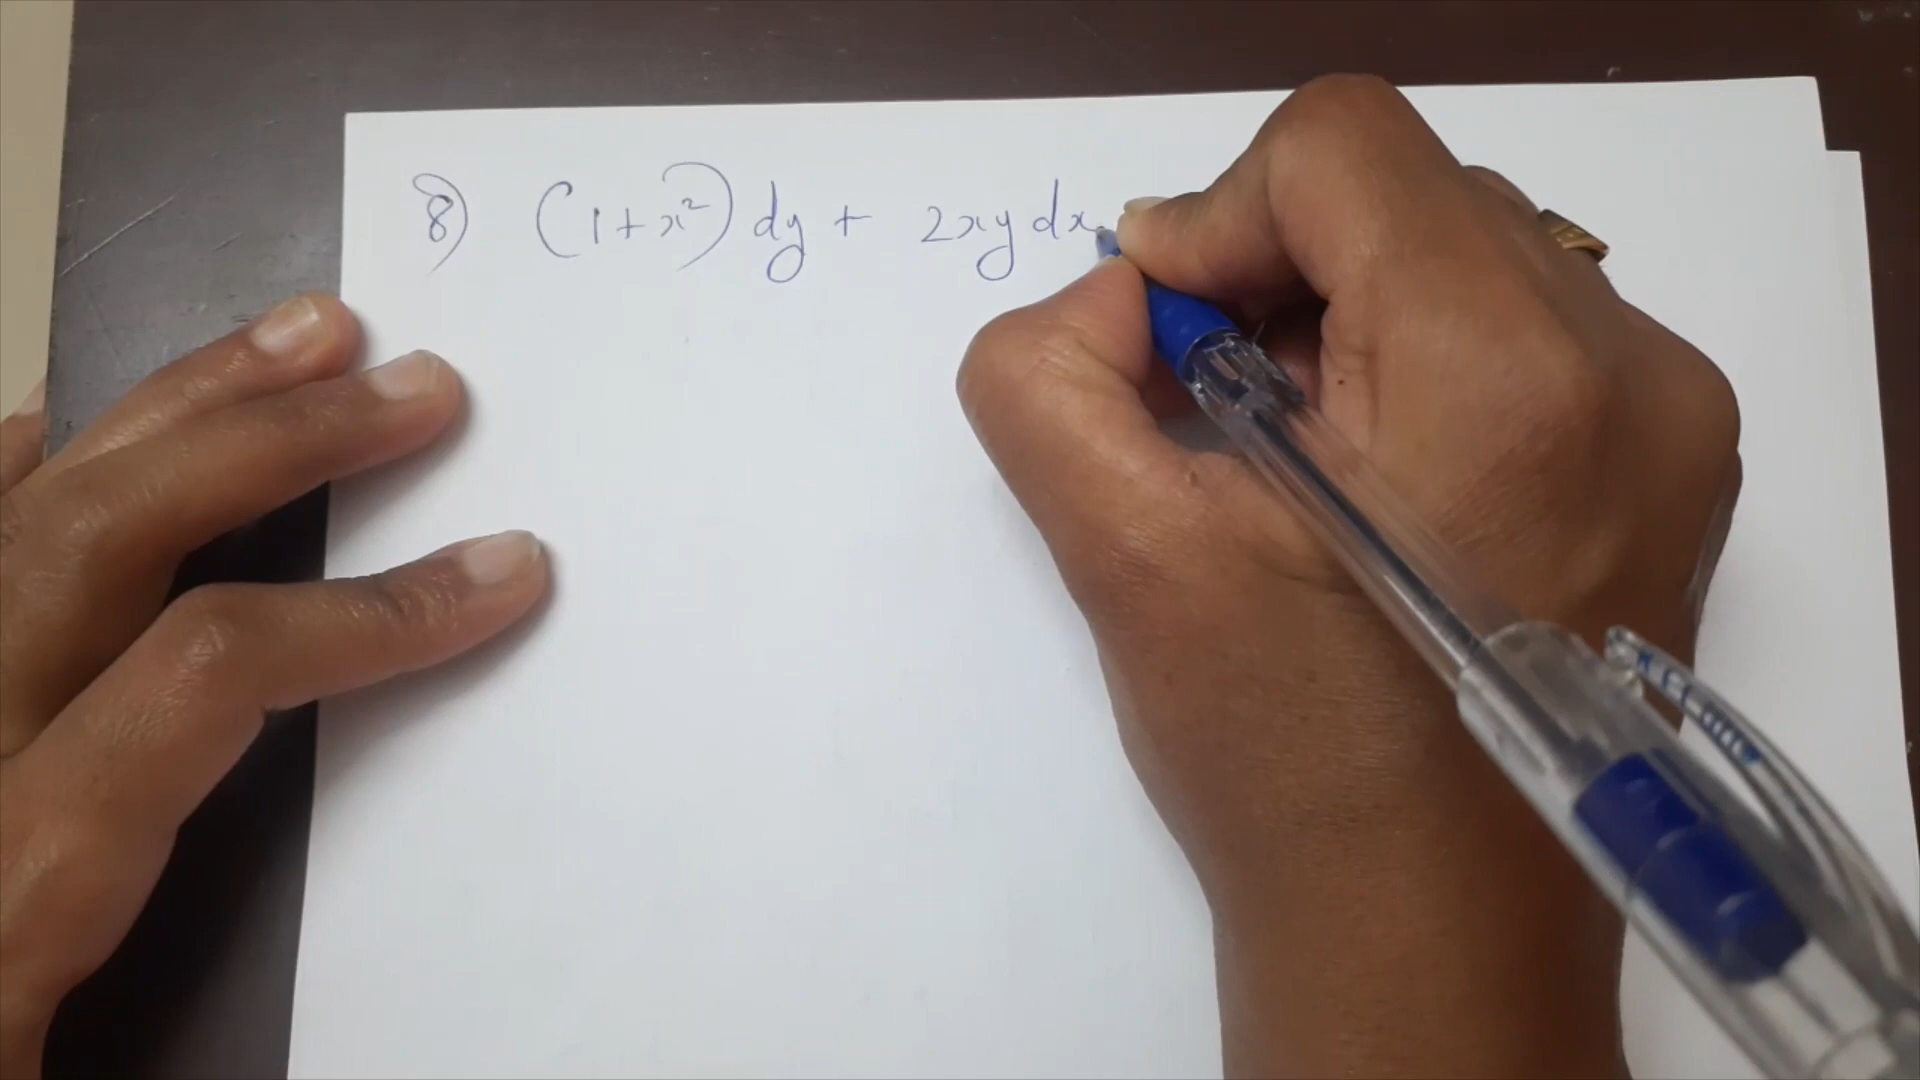 8) (1+x²) dy + 2xy dx